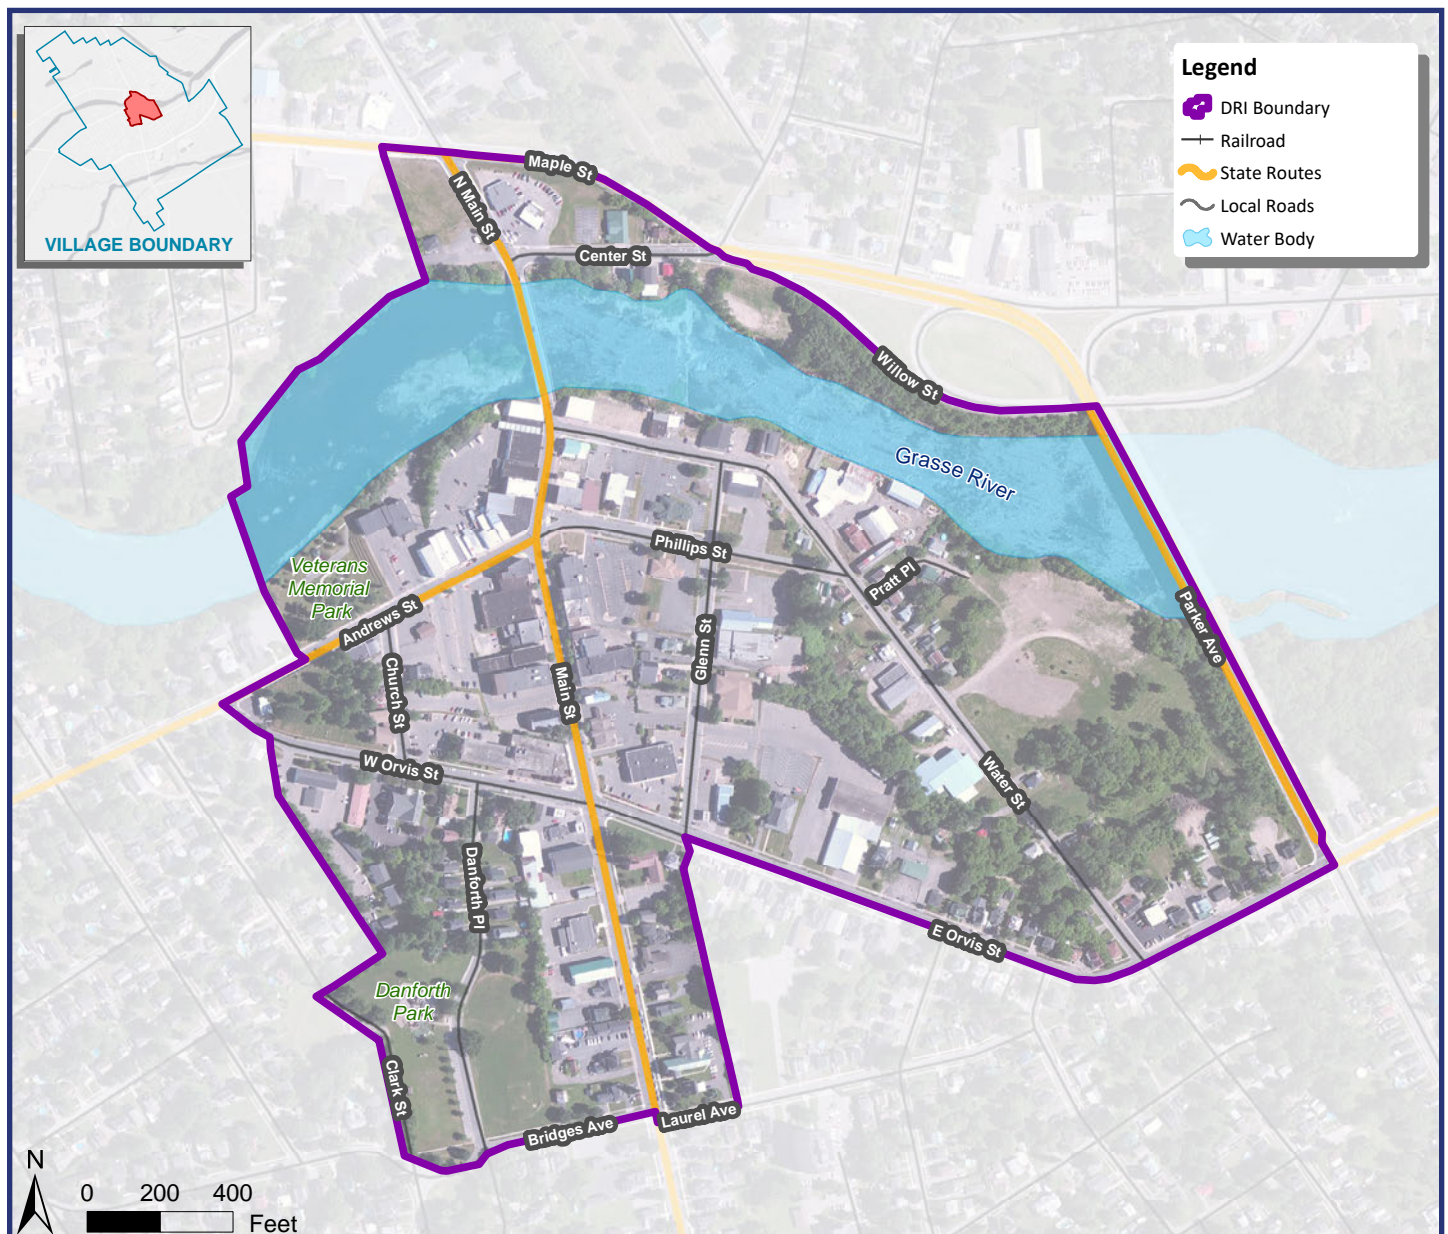 VILLAGE BOUNDARY
Legend
DRI Boundary
Railroad
State Routes
Local Roads
Water Body
Maple St
N Main St
Center St
Willow St
Grasse River
Phillips St
Pratt Pl
Veterans
Memorial
Park
Andrews St
Parker Ave
Glenn St
Church St
Main St
W Orvis St
Water St
Danforth Pl
E Orvis St
Danforth
Park
Clark St
Bridges Ave
Laurel Ave
N
0 200 400
Feet